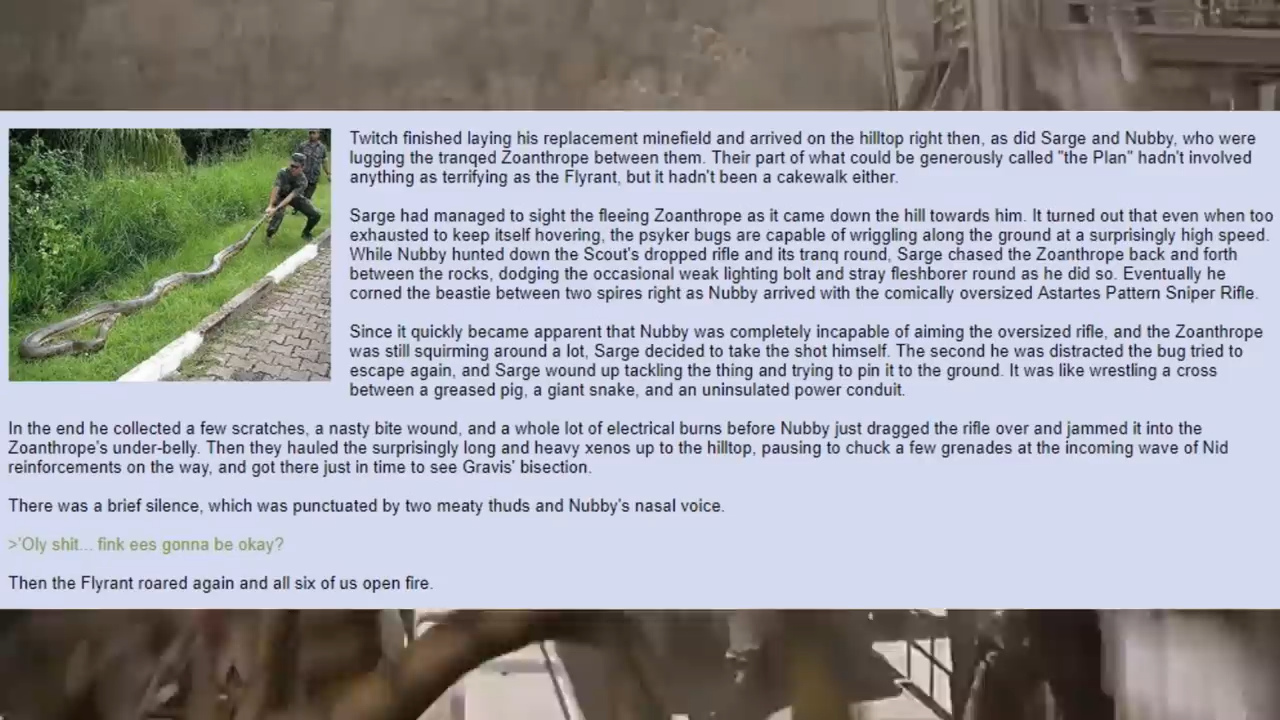 Twitch finished laying his replacement minefield and arrived on the hilltop right then, as did Sarge and Nubby, who were
lugging the tranqed Zoanthrope between them. Their part of what could be generously called "the Plan" hadn't involved
anything as terrifying as the Flyrant, but it hadn't been a cakewalk either.
Sarge had managed to sight the fleeing Zoanthrope as it came down the hill towards him. It turned out that even when too
exhausted to keep itself hovering, the psyker bugs are capable of wriggling along the ground at a surprisingly high speed.
While Nubby hunted down the Scout's dropped rifle and its tranq round, Sarge chased the Zoanthrope back and forth
between the rocks, dodging the occasional weak lighting bolt and stray fleshborer round as he did so. Eventually he
corned the beastie between two spires right as Nubby arrived with the comically oversized Astartes Pattern Sniper Rifle.
Since it quickly became apparent that Nubby was completely incapable of aiming the oversized rifle, and the Zoanthrope
was still squirming around a lot, Sarge decided to take the shot himself. The second he was distracted the bug tried to
escape again, and Sarge wound up tackling the thing and trying to pin it to the ground. It was like wrestling a cross
between a greased pig, a giant snake, and an uninsulated power conduit.
In the end he collected a few scratches, a nasty bite wound, and a whole lot of electrical burns before Nubby just dragged the rifle over and jammed it into the
Zoanthrope's under-belly. Then they hauled the surprisingly long and heavy xenos up to the hilltop, pausing to chuck a few grenades at the incoming wave of Nid
reinforcements on the way, and got there just in time to see Gravis' bisection.
There was a brief silence, which was punctuated by two meaty thuds and Nubby's nasal voice.
>'Oly shit... fink ees gonna be okay?
Then the Flyrant roared again and all six of us open fire.